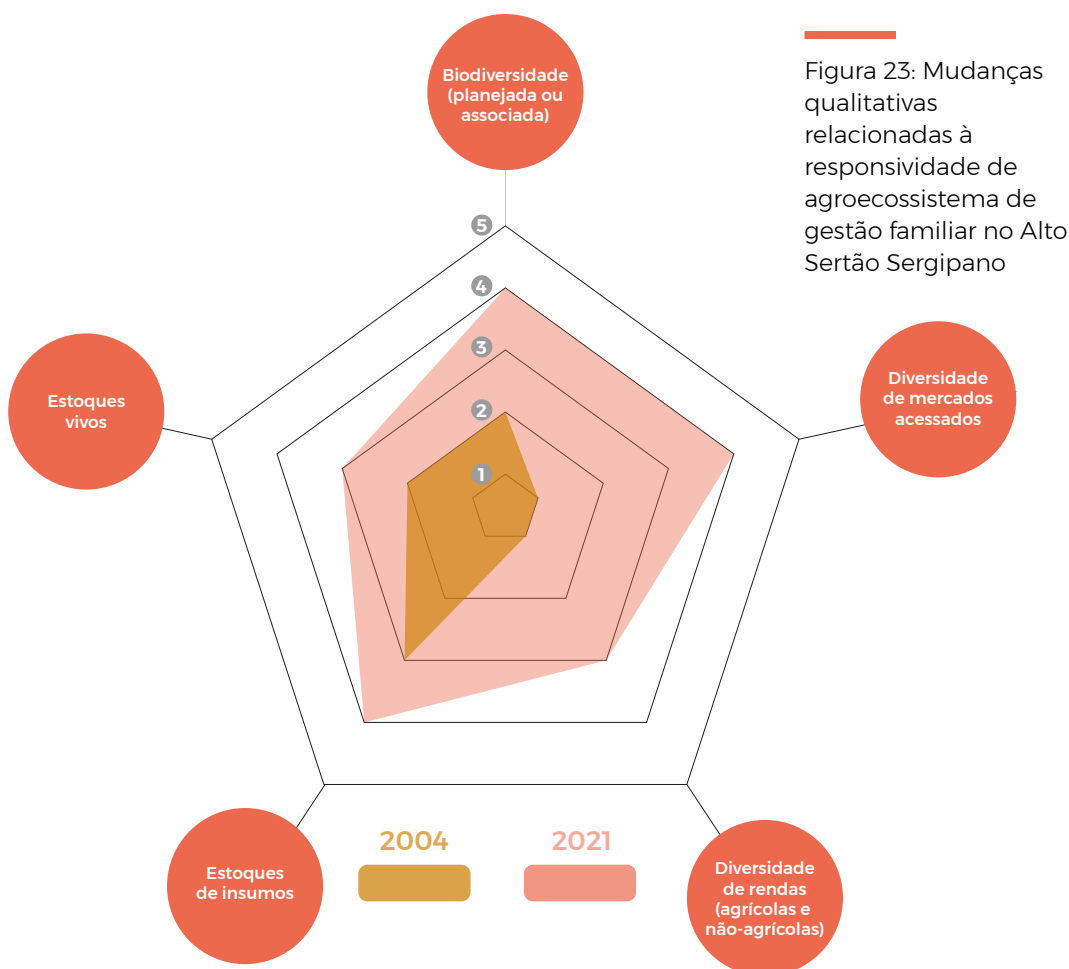 Figura 23: Mudanças
qualitativas
relacionadas à
responsividade de
agroecossistema de
gestão familiar no Alto
Sertão Sergipano
Biodiversidade
(planejada ou
associada)
5
4
3
2
1
Estoques
vivos
Diversidade
de mercados
acessados
Estoques
de insumos
2004
2021
Diversidade
de rendas
(agrícolas e
não-agrícolas)